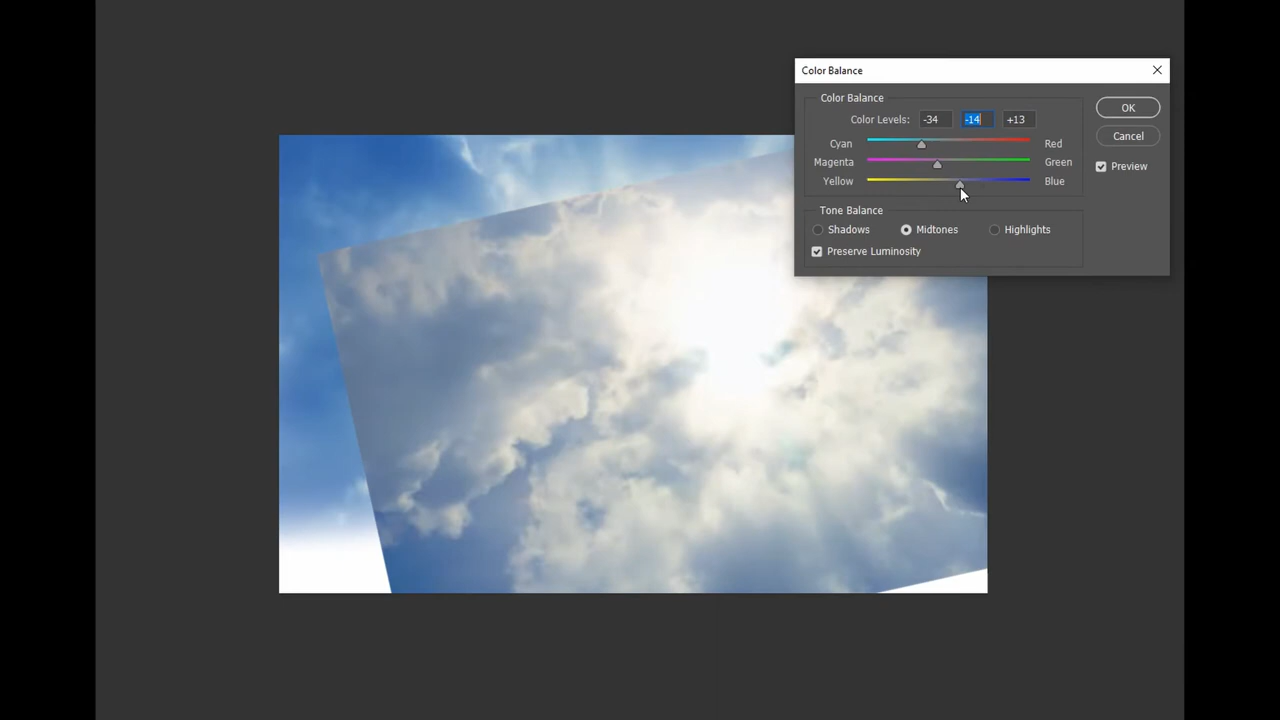 Color Balance
Color Balance
OK
Color Levels: -34 -14 +13
Cancel
Cyan Red
Magenta Green
Preview
Yellow Blue
Tone Balance
Shadows Midtones Highlights
Preserve Luminosity